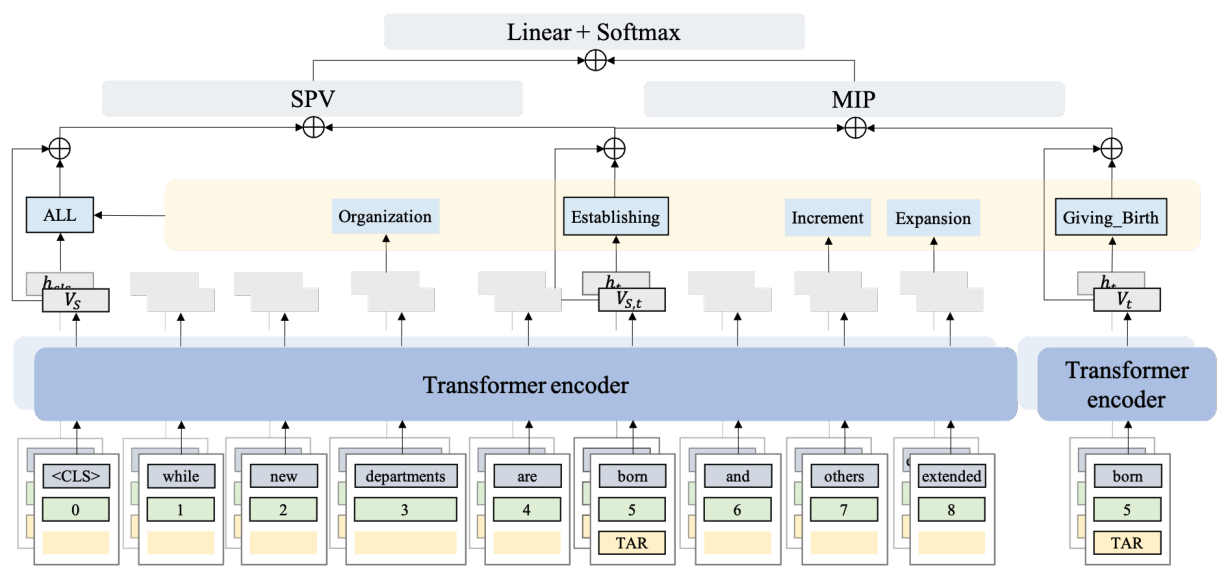 Linear + Softmax
SPV
MIP
ALL
Organization
Establishing
Increment
Expansion
Giving_Birth
V_S
h_t
V_{S,t}
h_t
V_t
Transformer encoder
Transformer
encoder
<CLS>
while
new
departments
are
born
and
others
extended
born
0
1
2
3
4
5
6
7
8
5
TAR
TAR